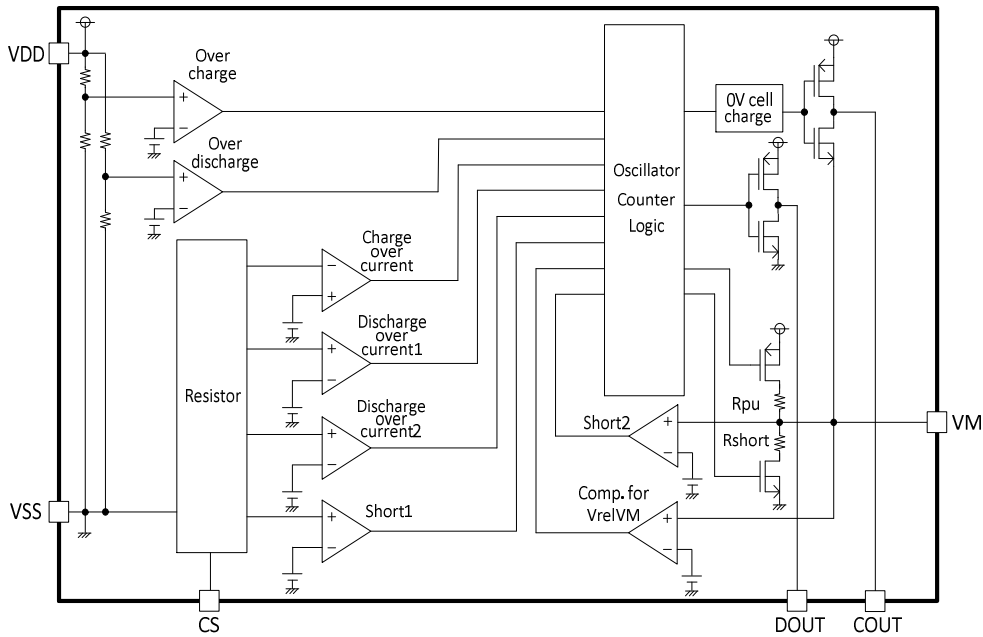 VDD
Over
charge
+
−
Over
discharge
+
−
Oscillator
Counter
Logic
0V cell
charge
Charge
over
current
−
+
Discharge
over
current1
+
−
Resistor
Discharge
over
current2
+
−
Short1
+
−
Short2
+
−
Rpu
Rshort
VM
Comp. for
VrelVM
+
−
VSS
CS
DOUT
COUT